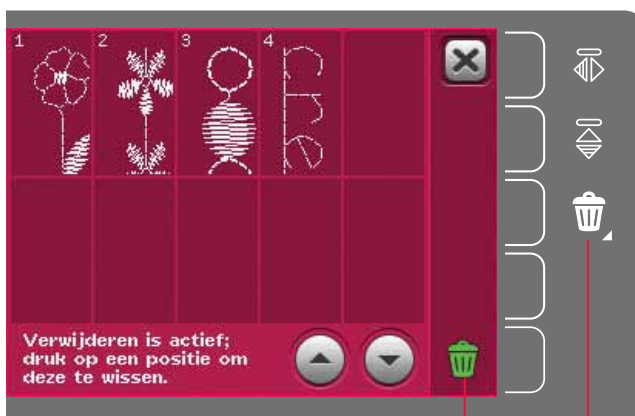 1 2 3 4
Verwijderen is actief;
druk op een positie om
deze te wissen.